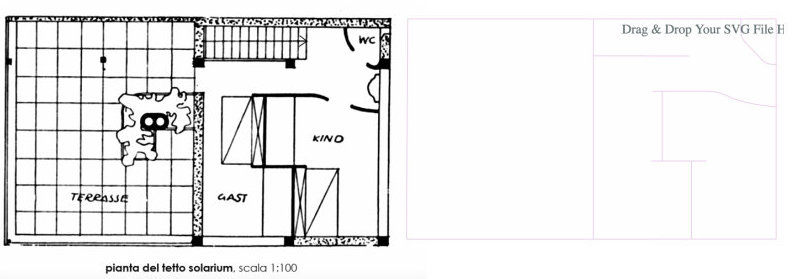 Drag & Drop Your SVG File H
WC
KIND
TERRASSE
GAST
pianta del tetto solarium, scala 1:100